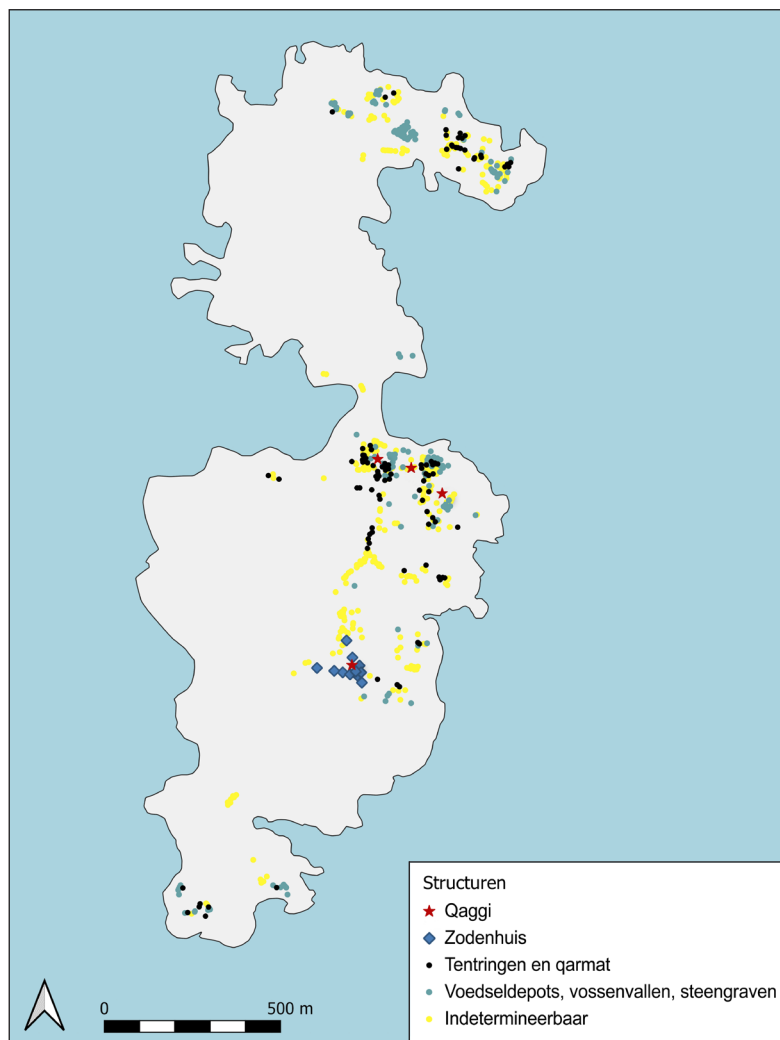 Structuren
Qaggi
Zodenhuis
Tentringen en qarmat
Voedseldepots, vossenvallen, steengraven
Indetermineerbaar
0 500 m